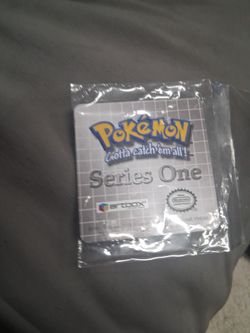 POKéMON
Gotta catch 'em all!
Series One
artbox